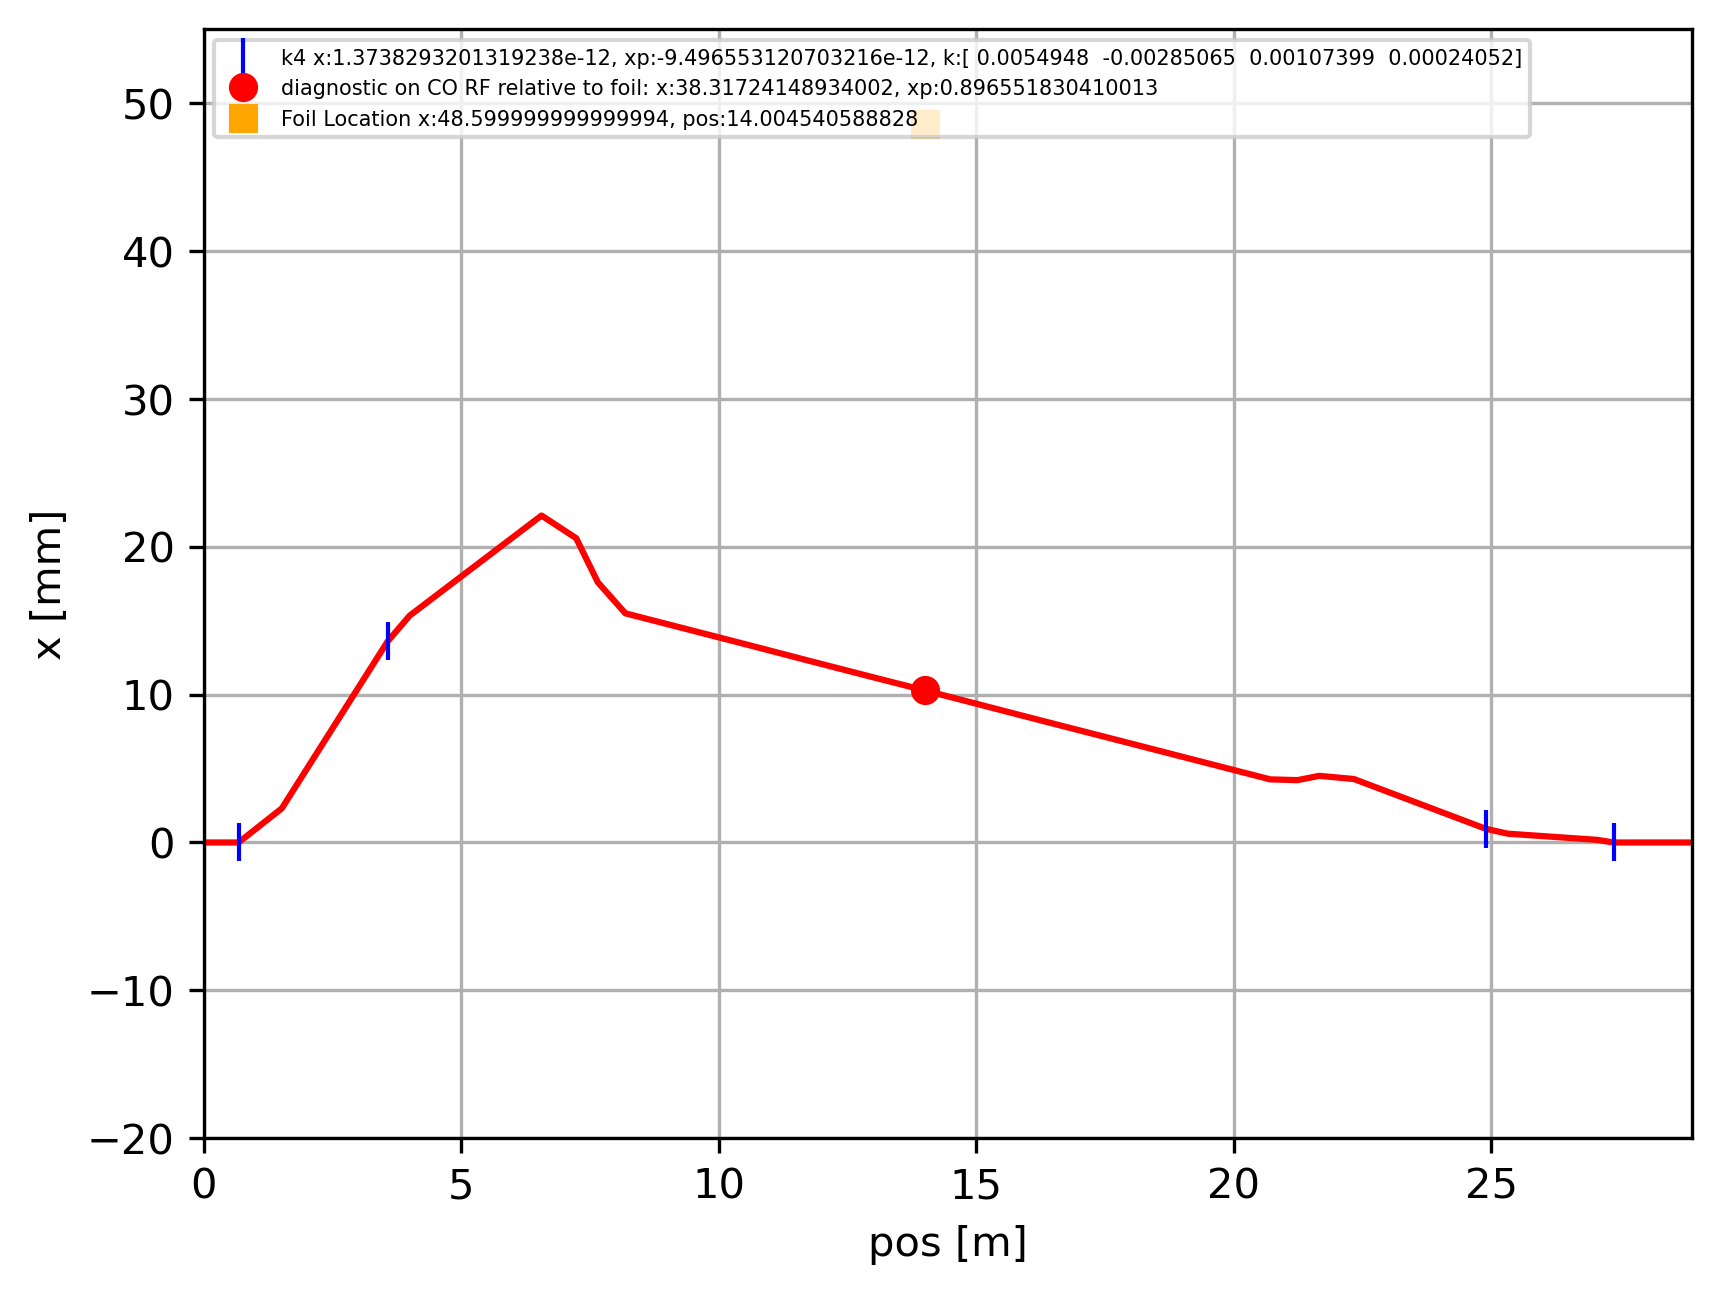 k4 x:1.3738293201319238e-12, xp:-9.496553120703216e-12, k:[ 0.0054948 -0.00285065 0.00107399 0.00024052]
diagnostic on CO RF relative to foil: x:38.31724148934002, xp:0.896551830410013
Foil Location x:48.599999999999994, pos:14.004540588828
50
40
30
20
10
0
−10
−20
x [mm]
0 5 10 15 20 25
pos [m]